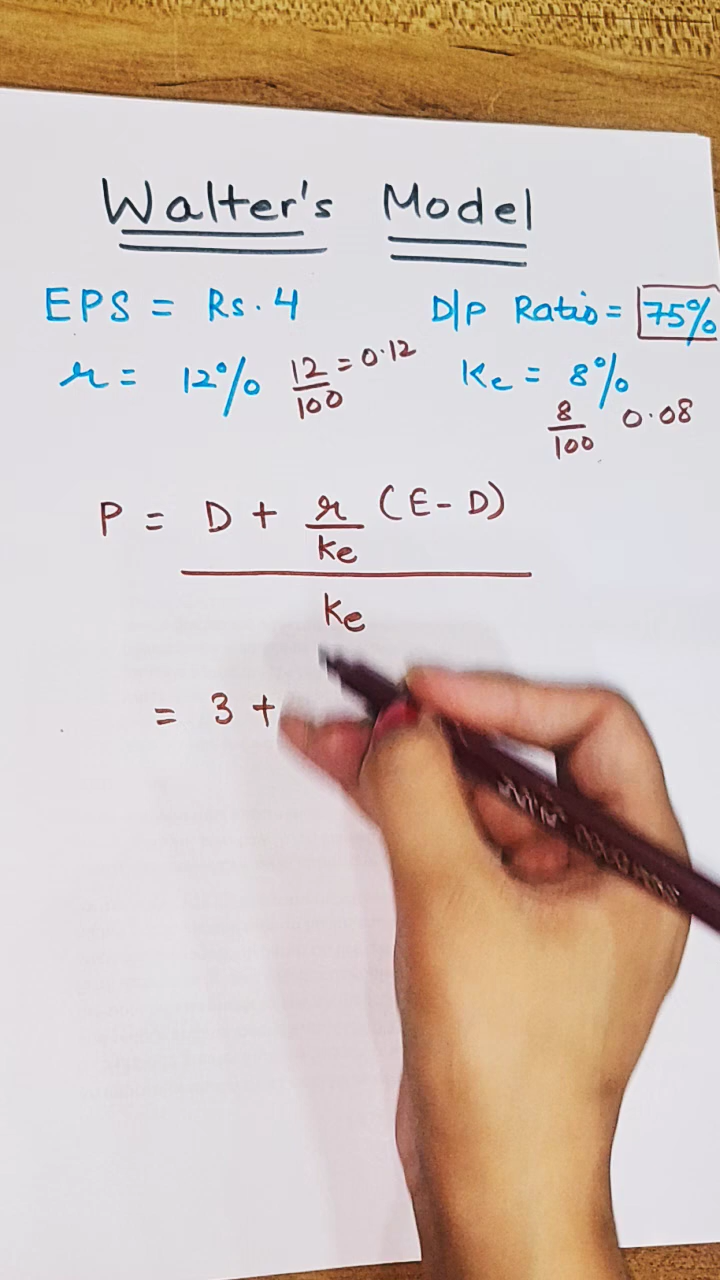 Walter's Model
EPS = Rs. 4 D/P Ratio = 75%
r = 12% 12/100 = 0.12 Ke = 8%
8/100 0.08
P = D + r/Ke (E - D)
Ke
= 3 +